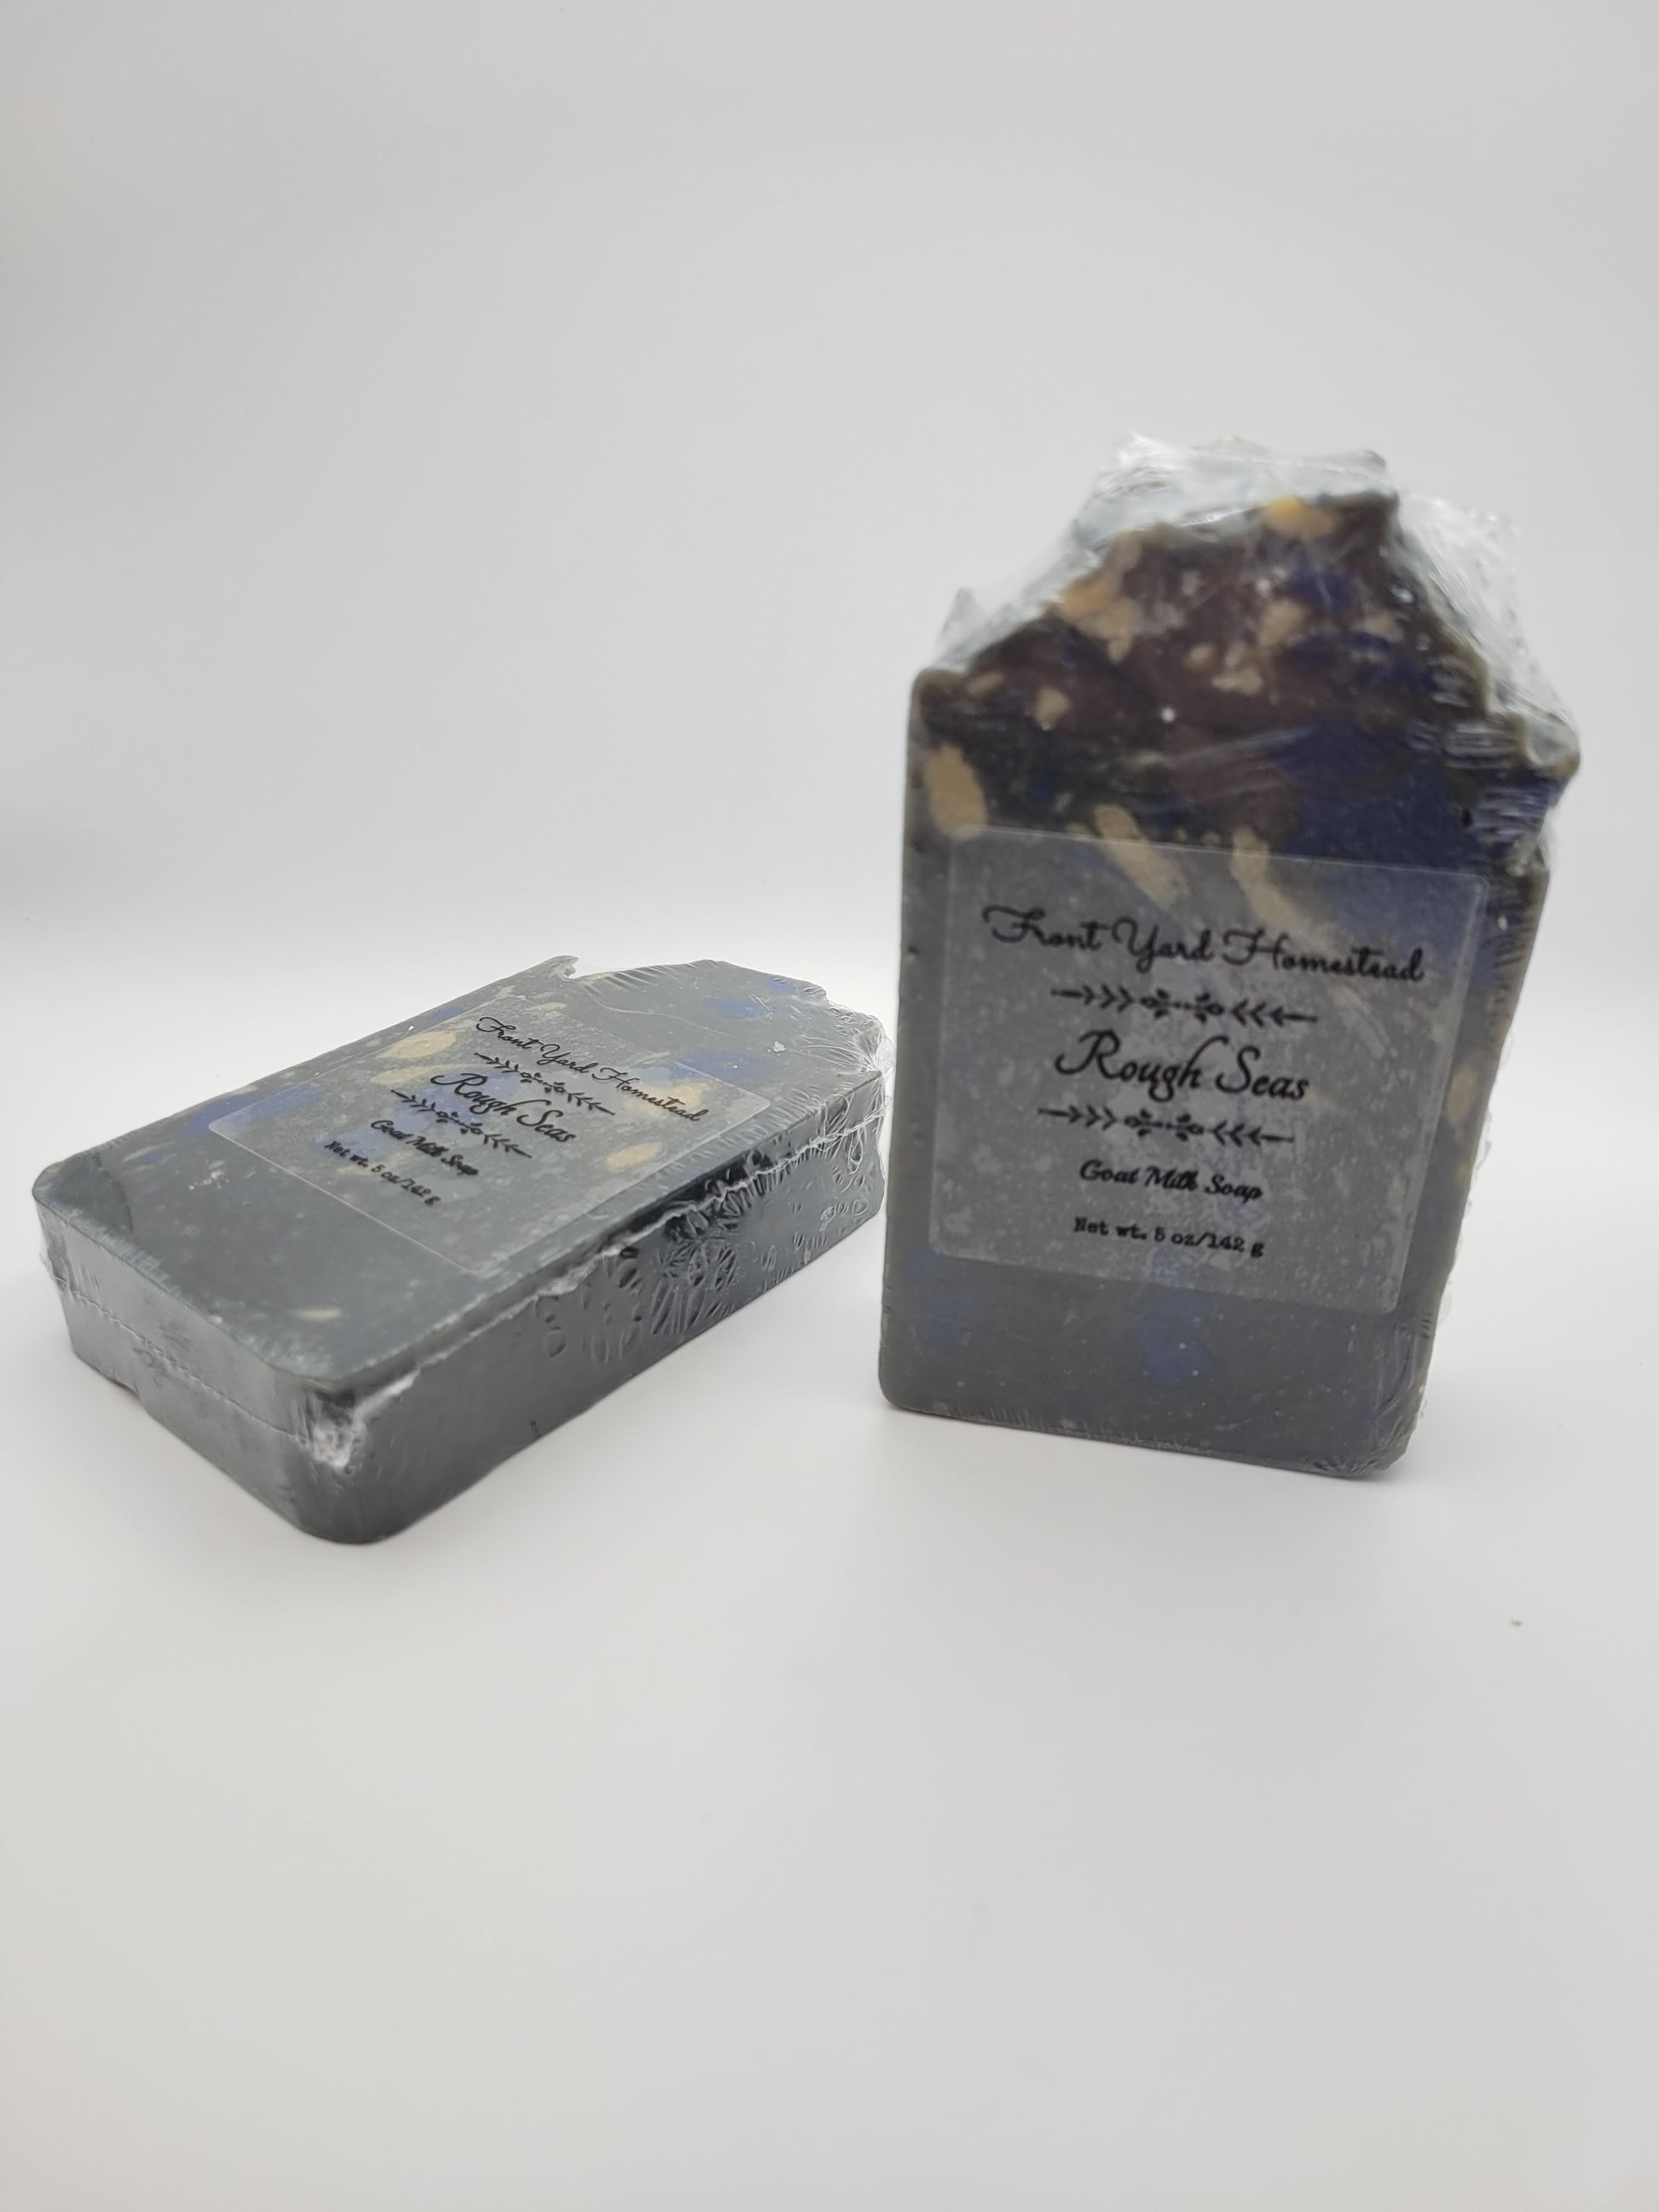 Front Yard Homestead
Rough Seas
Goat Milk Soap
Net wt. 5 oz/142 g
Front Yard Homestead
Rough Seas
Goat Milk Soap
Net wt. 5 oz/142 g